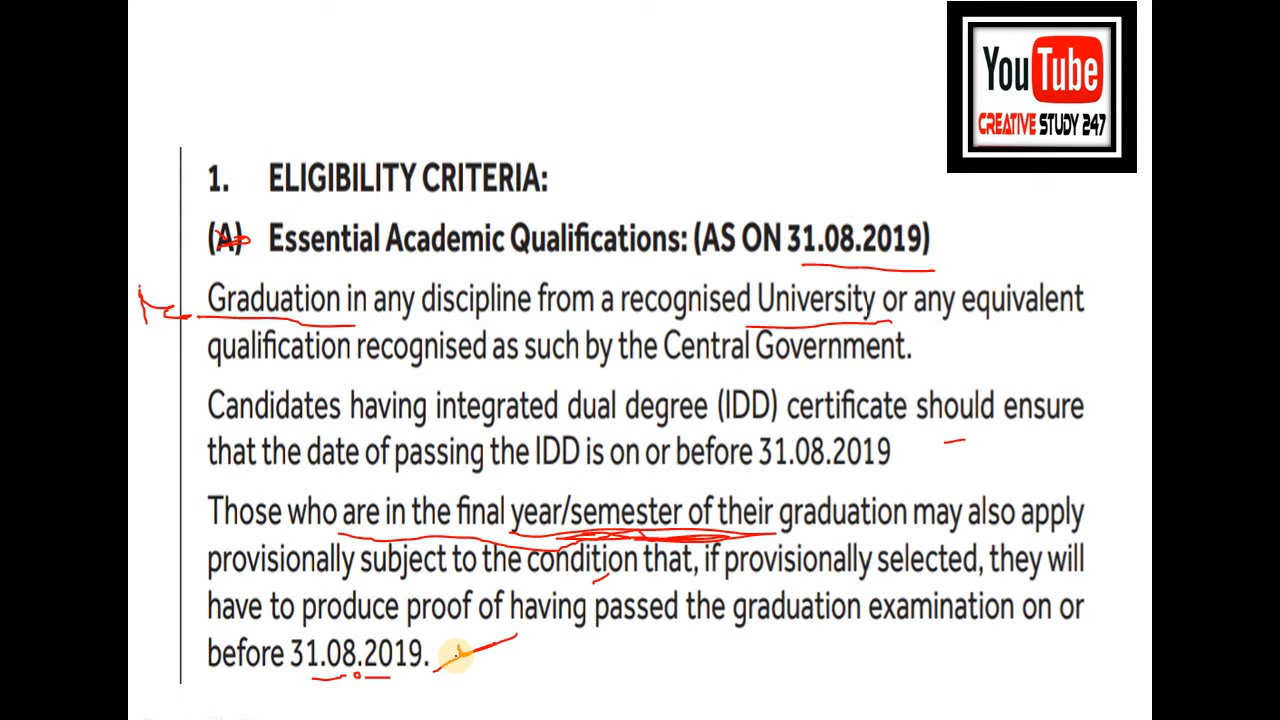 You Tube
CREATIVE STUDY 247
1. ELIGIBILITY CRITERIA:
(A) Essential Academic Qualifications: (AS ON 31.08.2019)
Graduation in any discipline from a recognised University or any equivalent
qualification recognised as such by the Central Government.
Candidates having integrated dual degree (IDD) certificate should ensure
that the date of passing the IDD is on or before 31.08.2019
Those who are in the final year/semester of their graduation may also apply
provisionally subject to the condition that, if provisionally selected, they will
have to produce proof of having passed the graduation examination on or
before 31.08.2019.